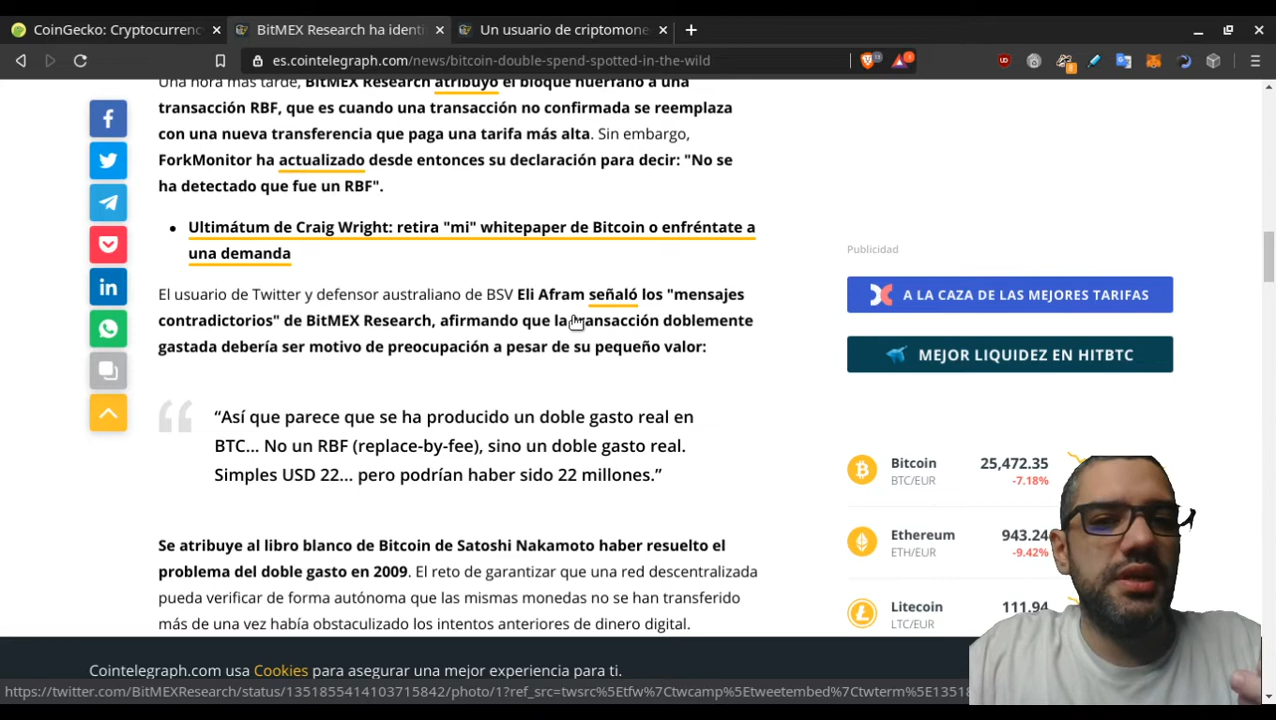 CoinGecko: Cryptocurrenc
BitMEX Research ha identi
Un usuario de criptomone
es.cointelegraph.com/news/bitcoin-double-spend-spotted-in-the-wild
Una hora más tarde, BitMEX Research atribuyó el bloque huérfano a una
transacción RBF, que es cuando una transacción no confirmada se reemplaza
con una nueva transferencia que paga una tarifa más alta. Sin embargo,
ForkMonitor ha actualizado desde entonces su declaración para decir: "No se
ha detectado que fue un RBF".
Ultimátum de Craig Wright: retira "mi" whitepaper de Bitcoin o enfréntate a
una demanda
El usuario de Twitter y defensor australiano de BSV Eli Afram señaló los "mensajes
contradictorios" de BitMEX Research, afirmando que la transacción doblemente
gastada debería ser motivo de preocupación a pesar de su pequeño valor:
“Así que parece que se ha producido un doble gasto real en
BTC... No un RBF (replace-by-fee), sino un doble gasto real.
Simples USD 22... pero podrían haber sido 22 millones.”
Se atribuye al libro blanco de Bitcoin de Satoshi Nakamoto haber resuelto el
problema del doble gasto en 2009. El reto de garantizar que una red descentralizada
pueda verificar de forma autónoma que las mismas monedas no se han transferido
más de una vez había obstaculizado los intentos anteriores de dinero digital.
Publicidad
A LA CAZA DE LAS MEJORES TARIFAS
MEJOR LIQUIDEZ EN HITBTC
Bitcoin 25,472.35
BTC/EUR -7.18%
Ethereum 943.24
ETH/EUR -9.42%
Litecoin 111.94
LTC/EUR
Cointelegraph.com usa Cookies para asegurar una mejor experiencia para ti.
https://twitter.com/BitMEXResearch/status/1351855414103715842/photo/1?ref_src=twsrc%5Etfw%7Ctwcamp%5Etweetembed%7Ctwterm%5E13518